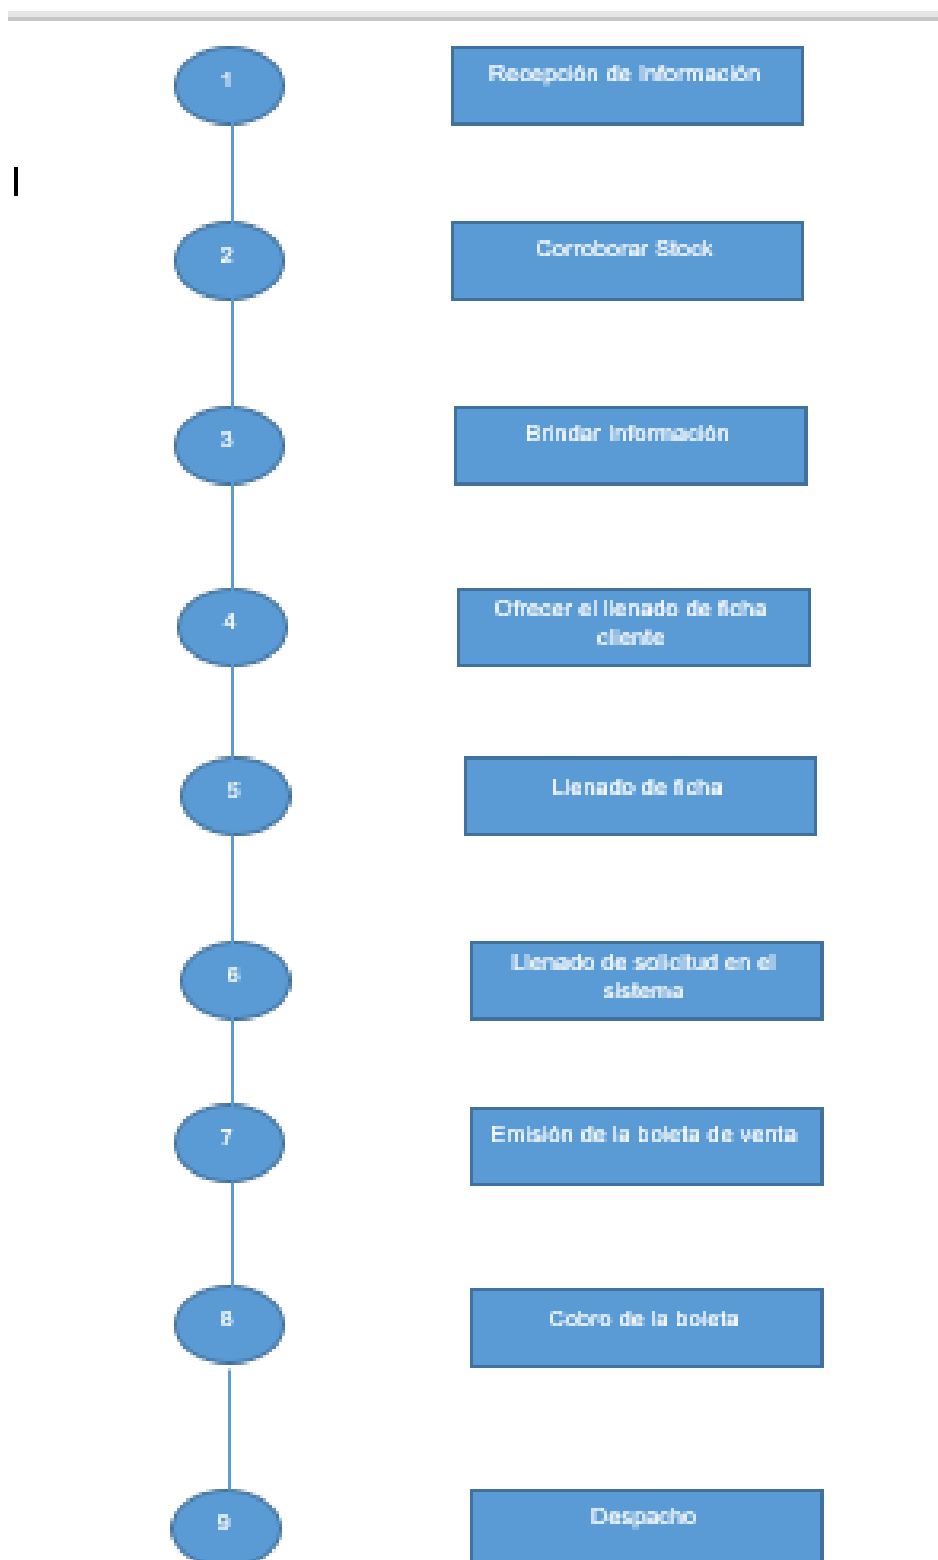 1
Recepción de Información
2
Corroborar Stock
3
Brindar Información
4
Ofrecer el llenado de ficha
cliente
5
Llenado de ficha
6
Llenado de solicitud en el
sistema
7
Emisión de la boleta de venta
8
Cobro de la boleta
9
Despacho